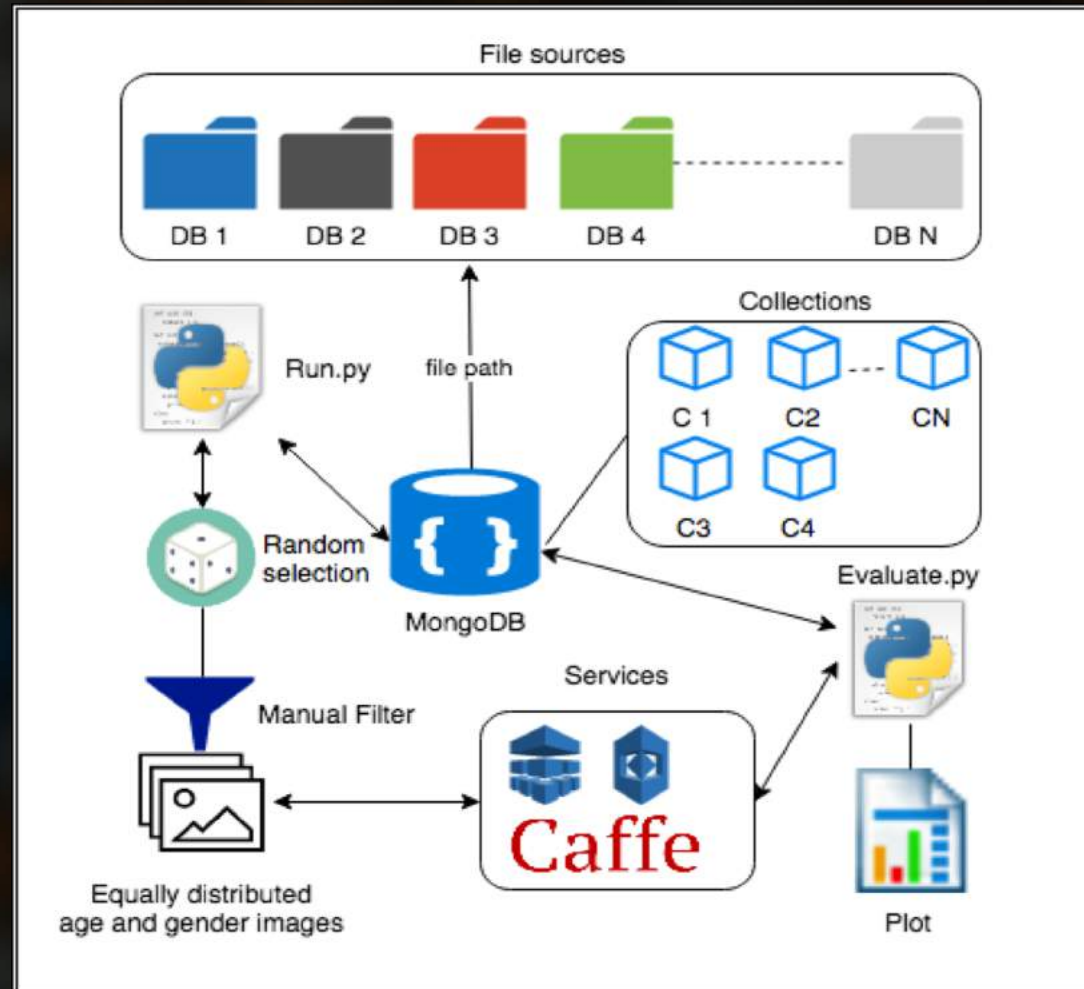 File sources
DB 1
DB 2
DB 3
DB 4
DB N
Collections
Run.py
file path
C 1
C2
CN
C3
C4
Random
selection
{ }
MongoDB
Evaluate.py
Services
Manual Filter
Caffe
Equally distributed
age and gender images
Plot